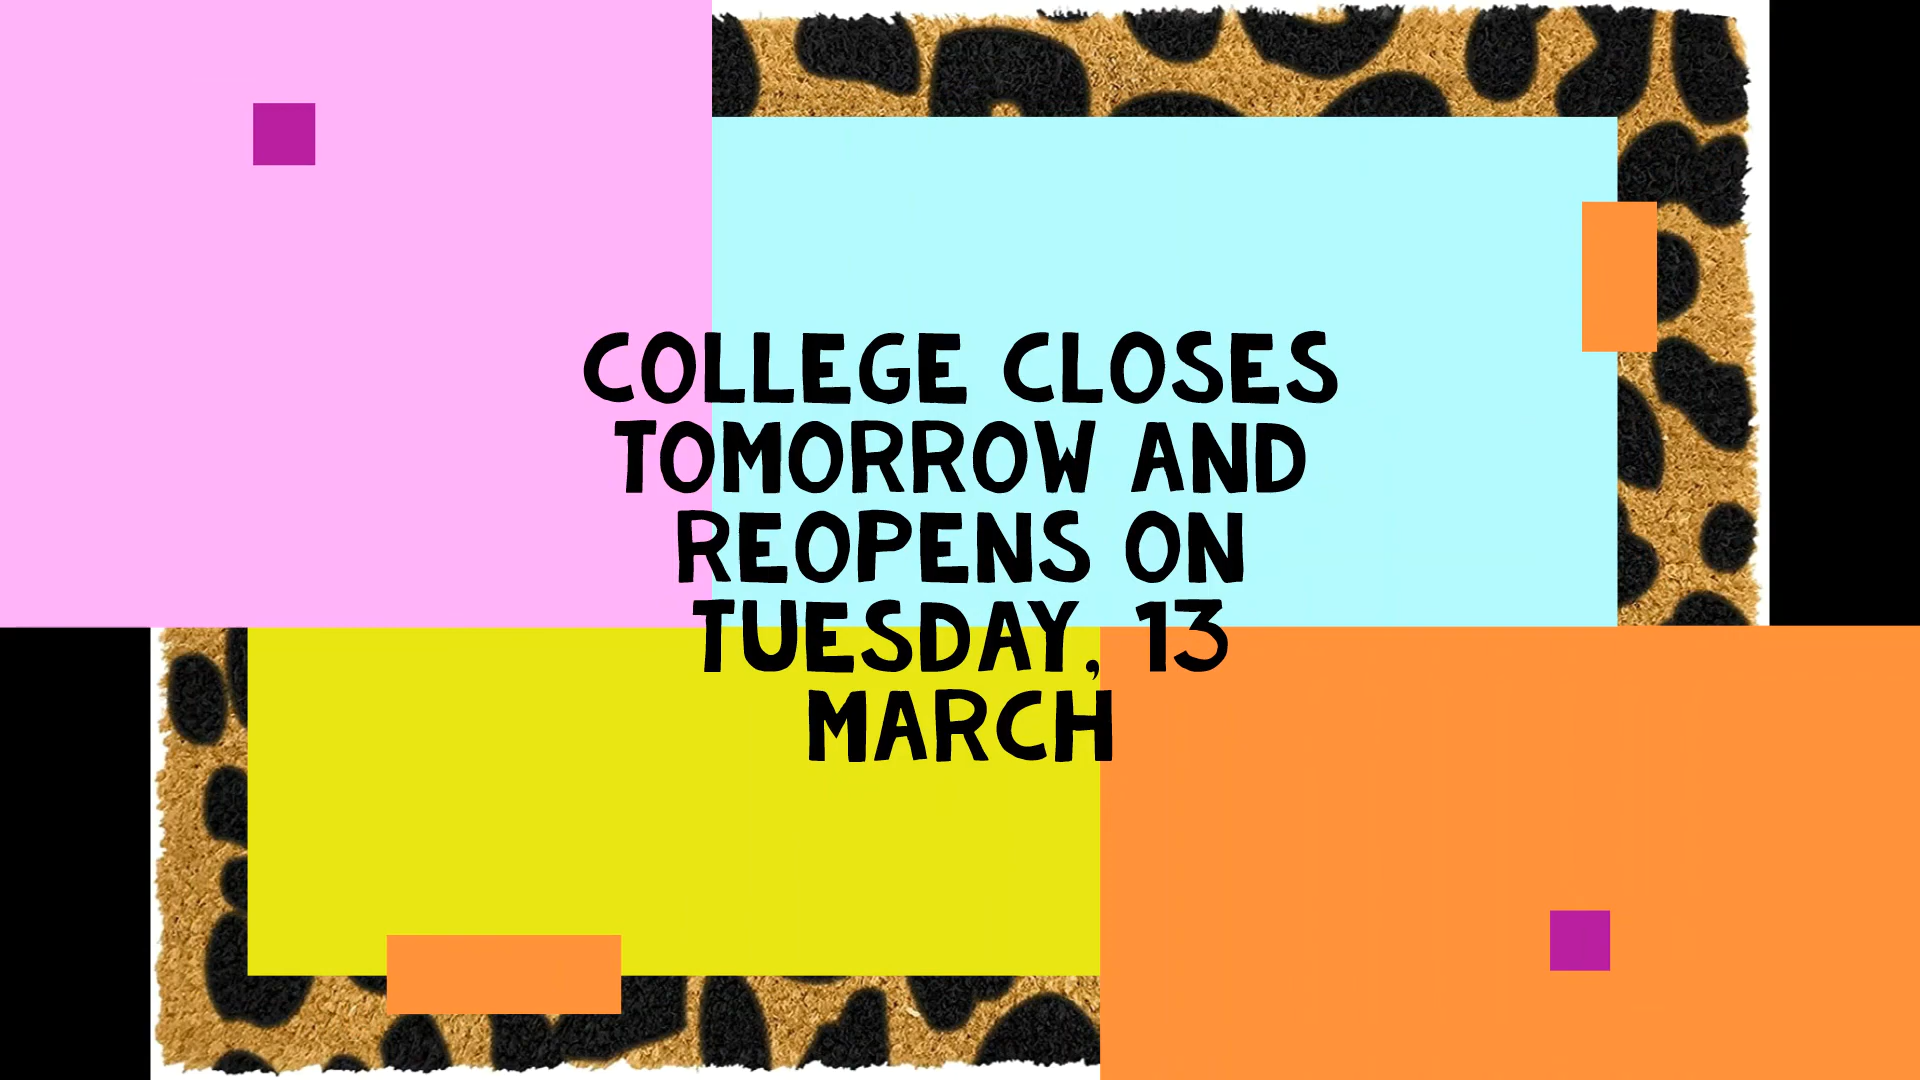 COLLEGE CLOSES
TOMORROW AND
REOPENS ON
TUESDAY, 13
MARCH